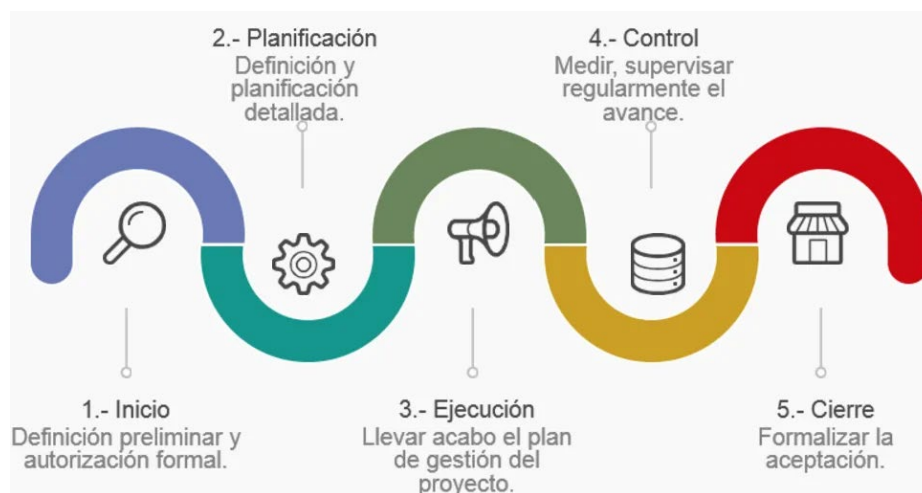 1.- Inicio
Definición preliminar y
autorización formal.
2.- Planificación
Definición y
planificación
detallada.
3.- Ejecución
Llevar acabo el plan
de gestión del
proyecto.
4.- Control
Medir, supervisar
regularmente el
avance.
5.- Cierre
Formalizar la
aceptación.